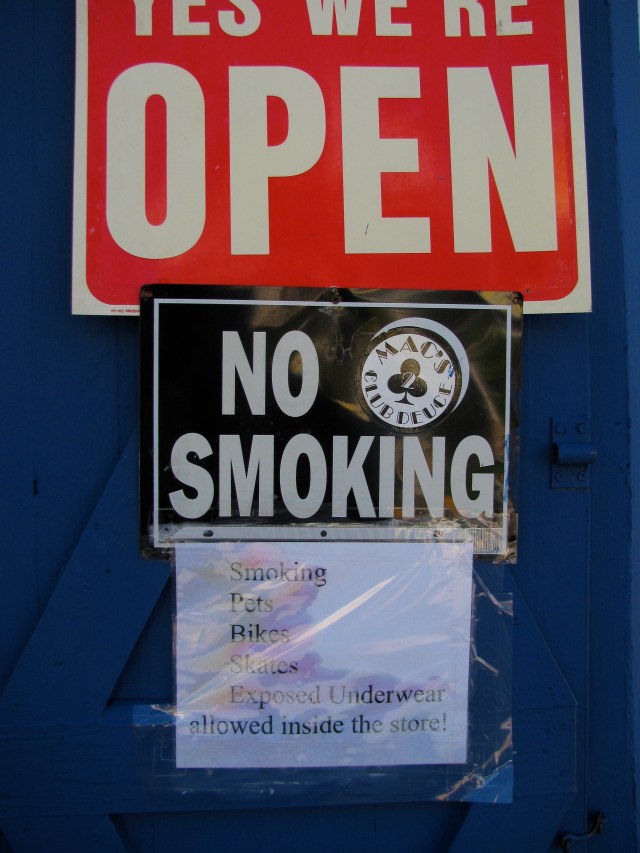 YES WE'RE
OPEN
NO
MAC'S
2
CLUB DEUCE
SMOKING
Smoking
Pets
Bikes
Skates
Exposed Underwear
allowed inside the store!